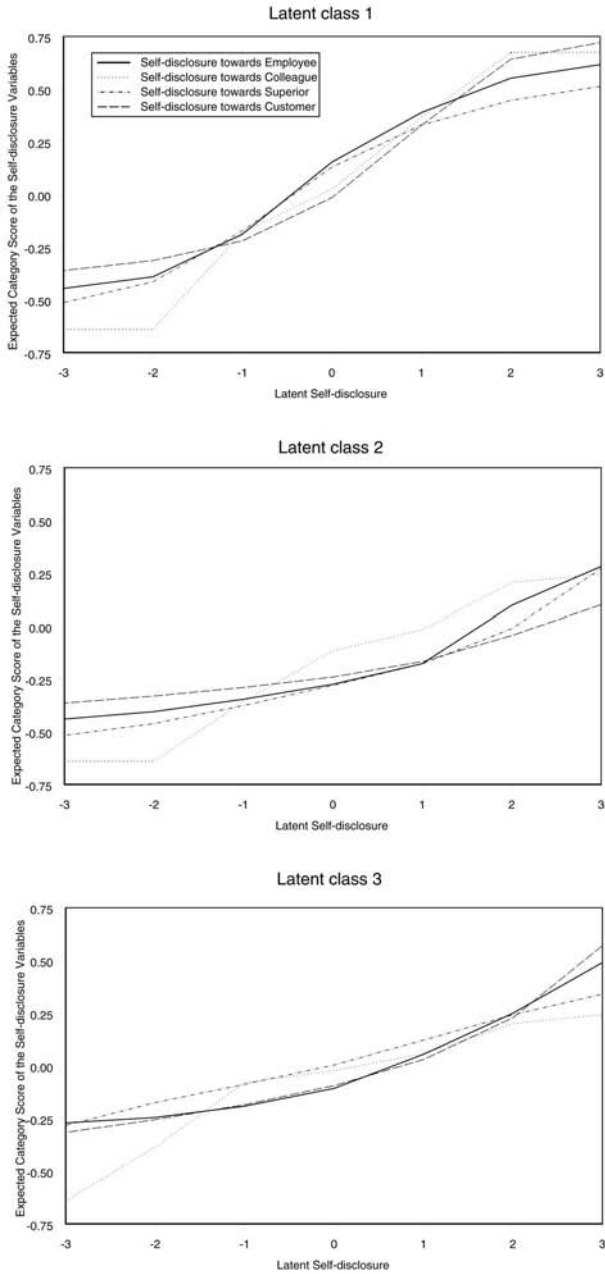 Latent class 1
Expected Category Score of the Self-disclosure Variables
0.75
0.50
0.25
0.00
-0.25
-0.50
-0.75
Self-disclosure towards Employee
Self-disclosure towards Colleague
Self-disclosure towards Superior
Self-disclosure towards Customer
-3 -2 -1 0 1 2 3
Latent Self-disclosure
Latent class 2
Expected Category Score of the Self-disclosure Variables
0.75
0.50
0.25
0.00
-0.25
-0.50
-0.75
-3 -2 -1 0 1 2 3
Latent Self-disclosure
Latent class 3
Expected Category Score of the Self-disclosure Variables
0.75
0.50
0.25
0.00
-0.25
-0.50
-0.75
-3 -2 -1 0 1 2 3
Latent Self-disclosure